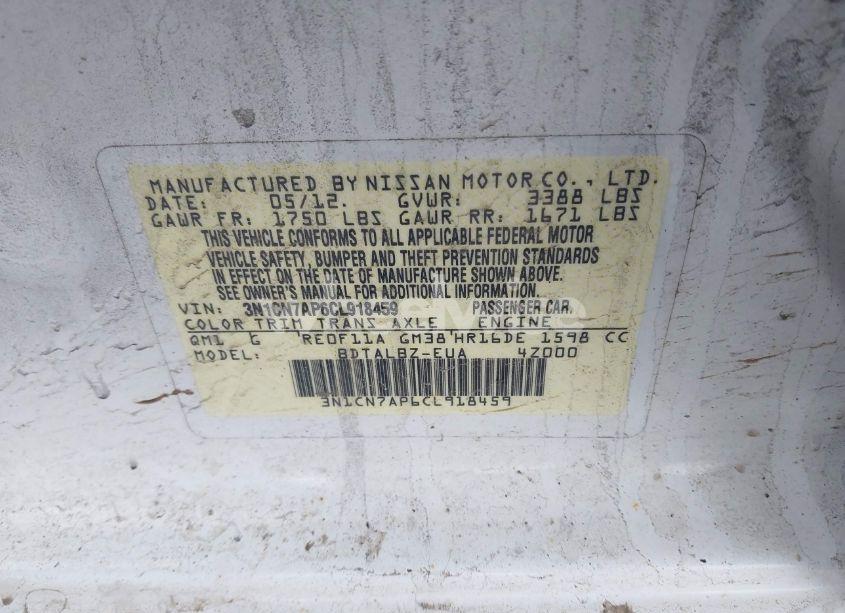 MANUFACTURED BY NISSAN MOTOR CO., LTD.
DATE: 05/12. GVWR: 3388 LBS
GAWR FR: 1750 LBS GAWR RR: 1671 LBS
THIS VEHICLE CONFORMS TO ALL APPLICABLE FEDERAL MOTOR
VEHICLE SAFETY, BUMPER AND THEFT PREVENTION STANDARDS
IN EFFECT ON THE DATE OF MANUFACTURE SHOWN ABOVE.
SEE OWNER'S MANUAL FOR ADDITIONAL INFORMATION.
VIN: 3N1CN7AP6CL918459 PASSENGER CAR.
COLOR TRIM TRANS AXLE ENGINE
QM1 G RE0F11A GM38 HR16DE 1598 CC
MODEL: BDTALBZ-EUA 4Z000
3N1CN7AP6CL918459